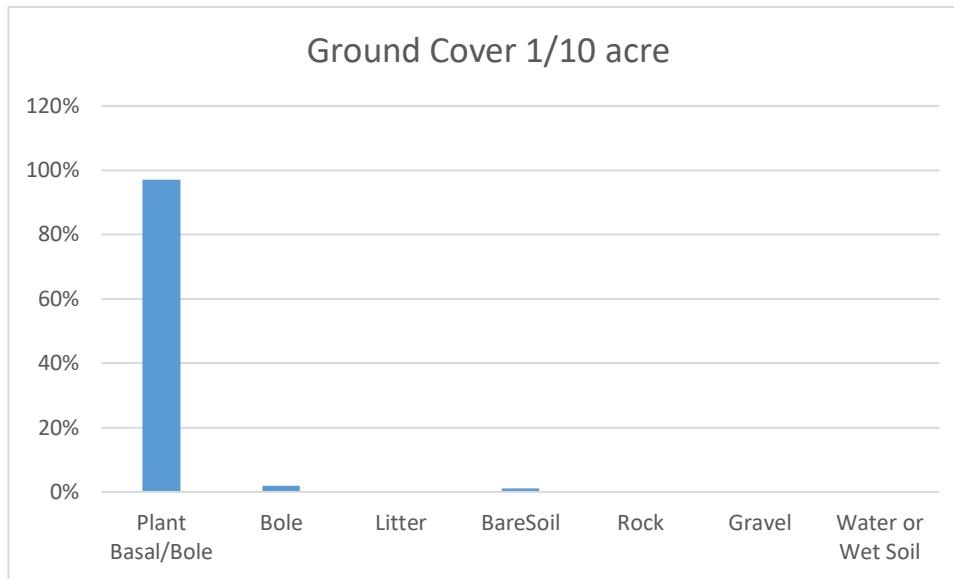 Ground Cover 1/10 acre
120%
100%
80%
60%
40%
20%
0%
Plant Bole Litter BareSoil Rock Gravel Water or
Basal/Bole Wet Soil